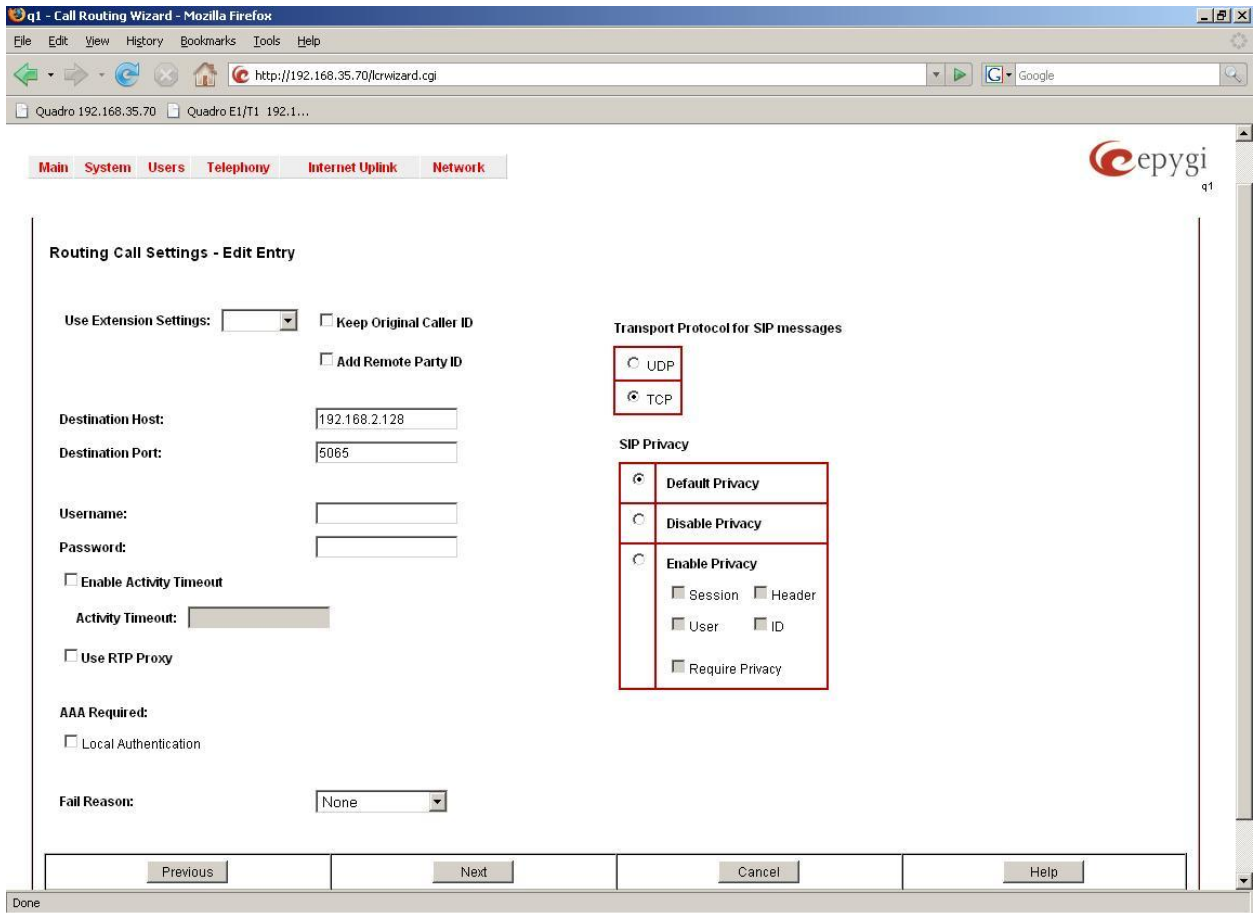 q1 - Call Routing Wizard - Mozilla Firefox
File Edit View History Bookmarks Tools Help
http://192.168.35.70/lcrwizard.cgi
Google
Quadro 192.168.35.70 Quadro E1/T1 192.1...
Main System Users Telephony Internet Uplink Network
epygi
q1
Routing Call Settings - Edit Entry
Use Extension Settings:
Keep Original Caller ID
Add Remote Party ID
Destination Host: 192.168.2.128
Destination Port: 5065
Username:
Password:
Enable Activity Timeout
Activity Timeout:
Use RTP Proxy
AAA Required:
Local Authentication
Fail Reason: None
Transport Protocol for SIP messages
UDP
TCP
SIP Privacy
Default Privacy
Disable Privacy
Enable Privacy
Session Header
User ID
Require Privacy
Previous Next Cancel Help
Done